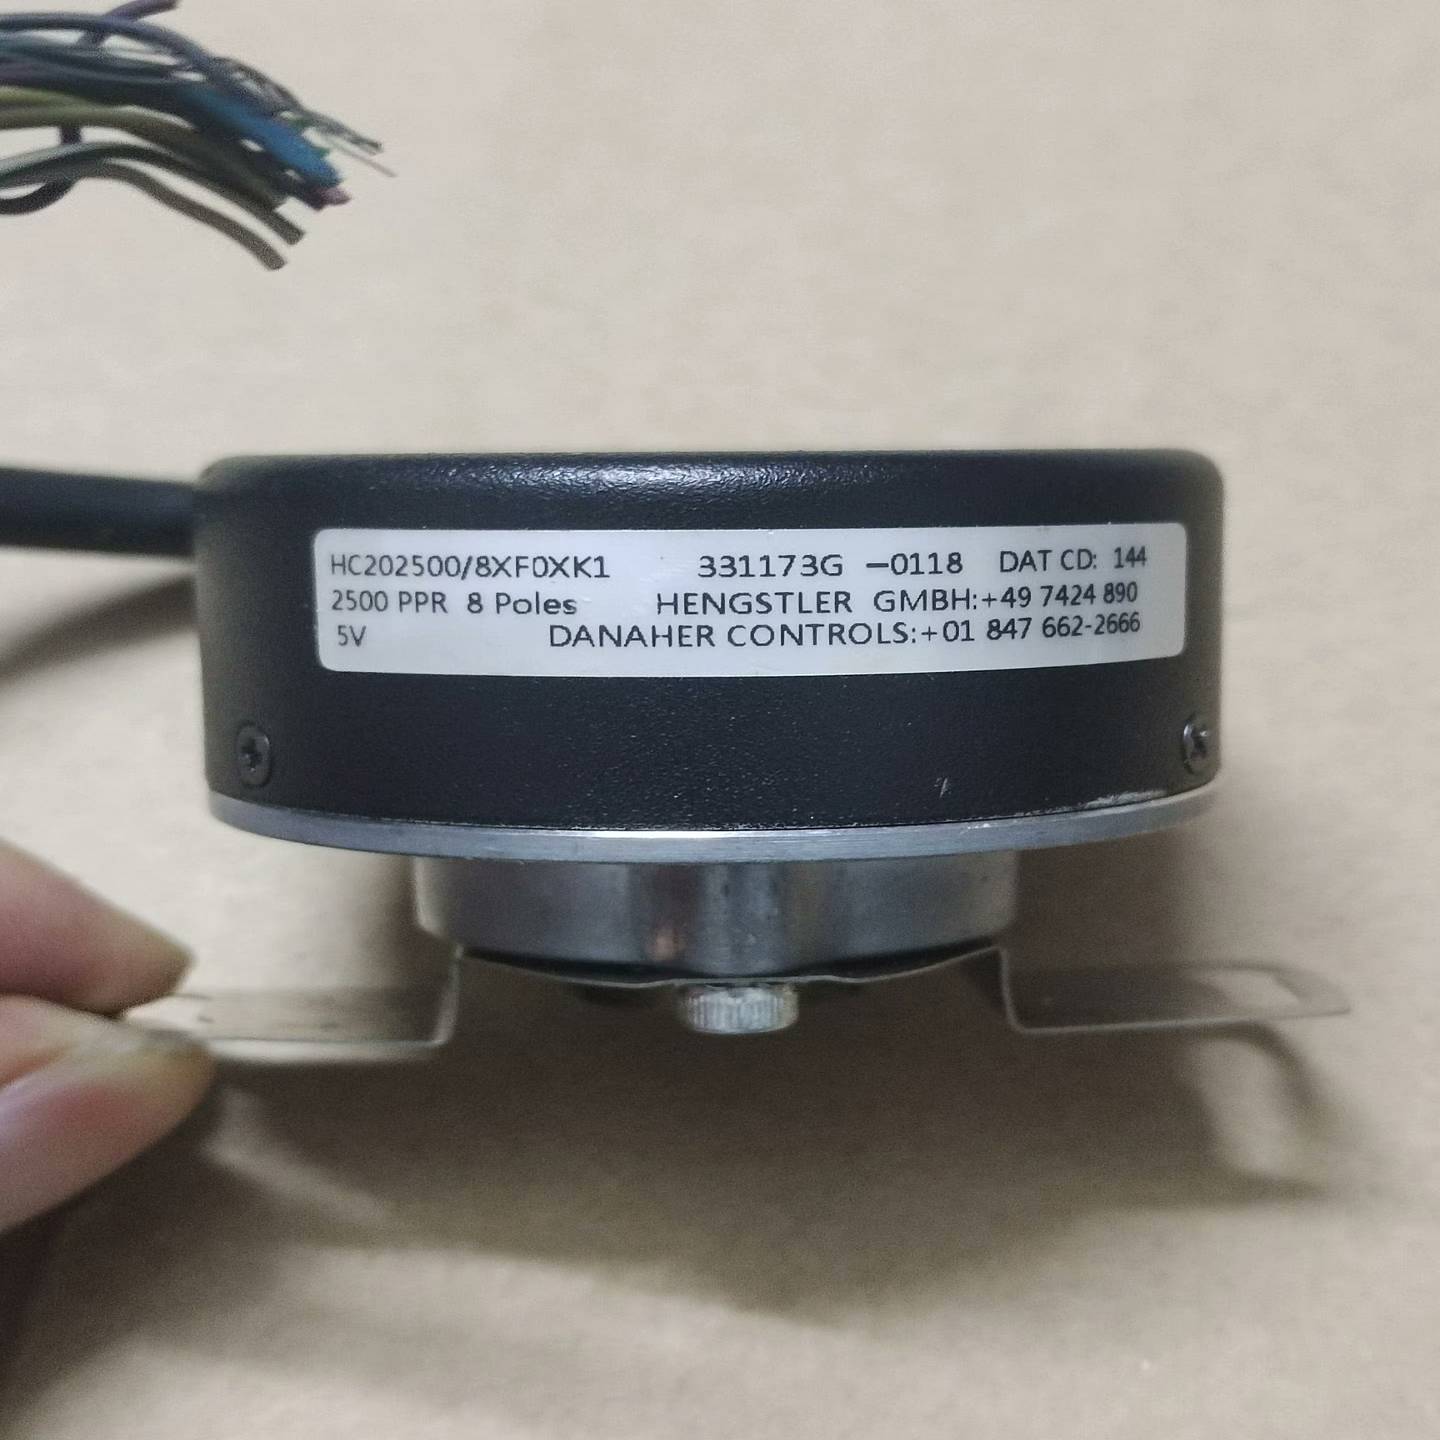 HC202500/8XF0XK1 331173G -0118 DAT CD: 144
2500 PPR 8 Poles HENGSTLER GMBH:+49 7424 890
5V DANAHER CONTROLS:+01 847 662-2666